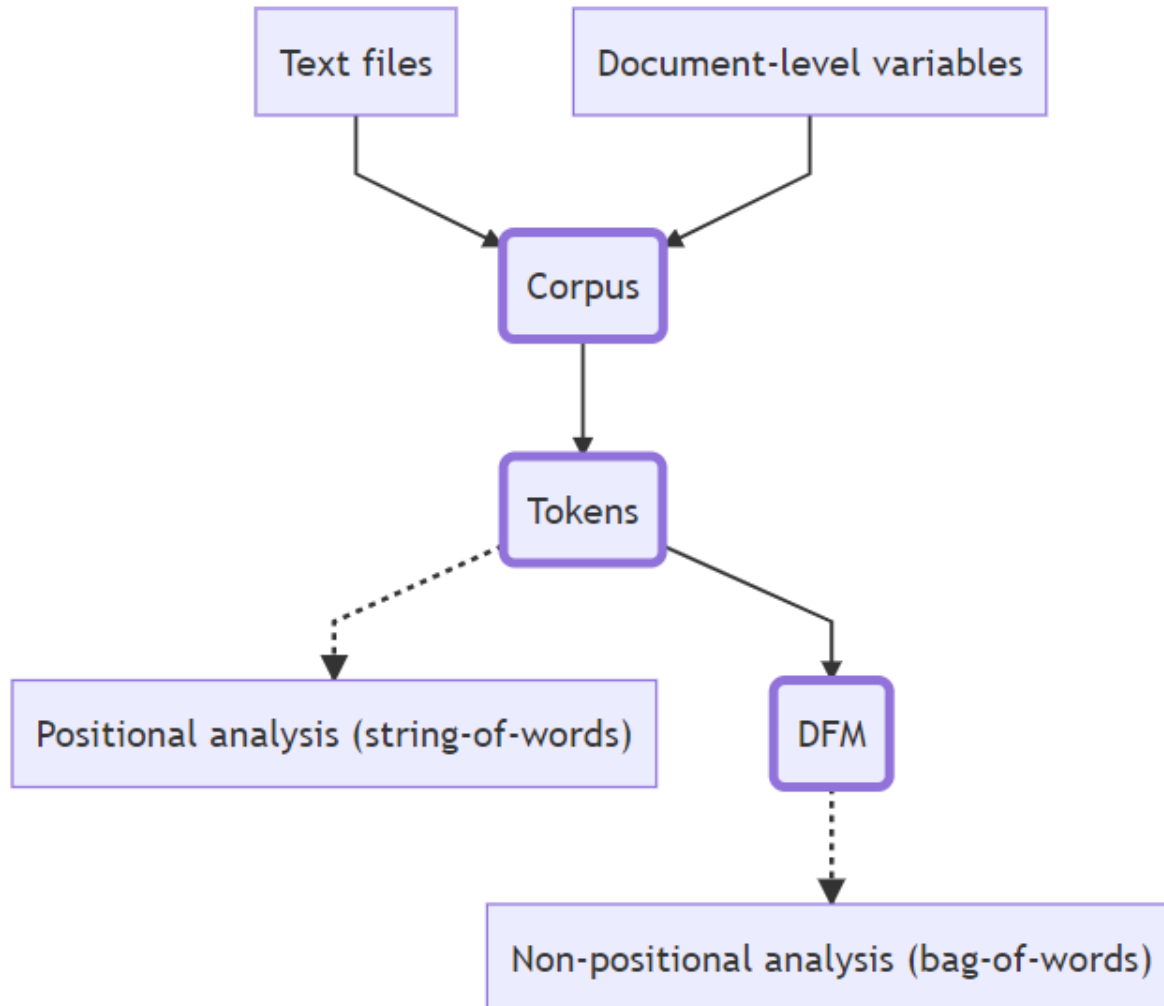 Text files
Document-level variables
Corpus
Tokens
Positional analysis (string-of-words)
DFM
Non-positional analysis (bag-of-words)